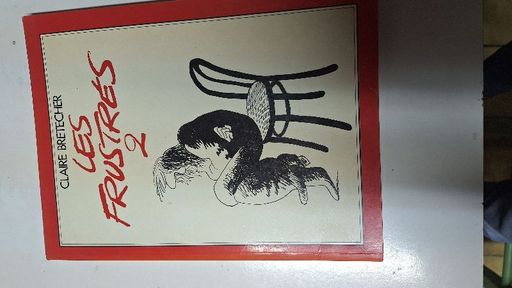 CLAIRE BRETECHER
LES
FRUSTRES
2